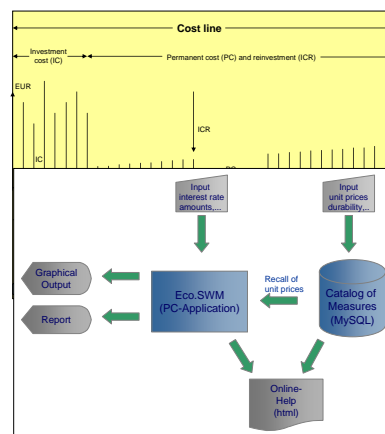 Cost line
Investment
cost (IC)
Permanent cost (PC) and reinvestment (ICR)
EUR
ICR
IC
Input
interest rate
amounts,...
Input
unit prices
durability,..
Graphical
Output
Eco.SWM
(PC-Application)
Recall of
unit prices
Catalog of
Measures
(MySQL)
Report
Online-
Help
(html)